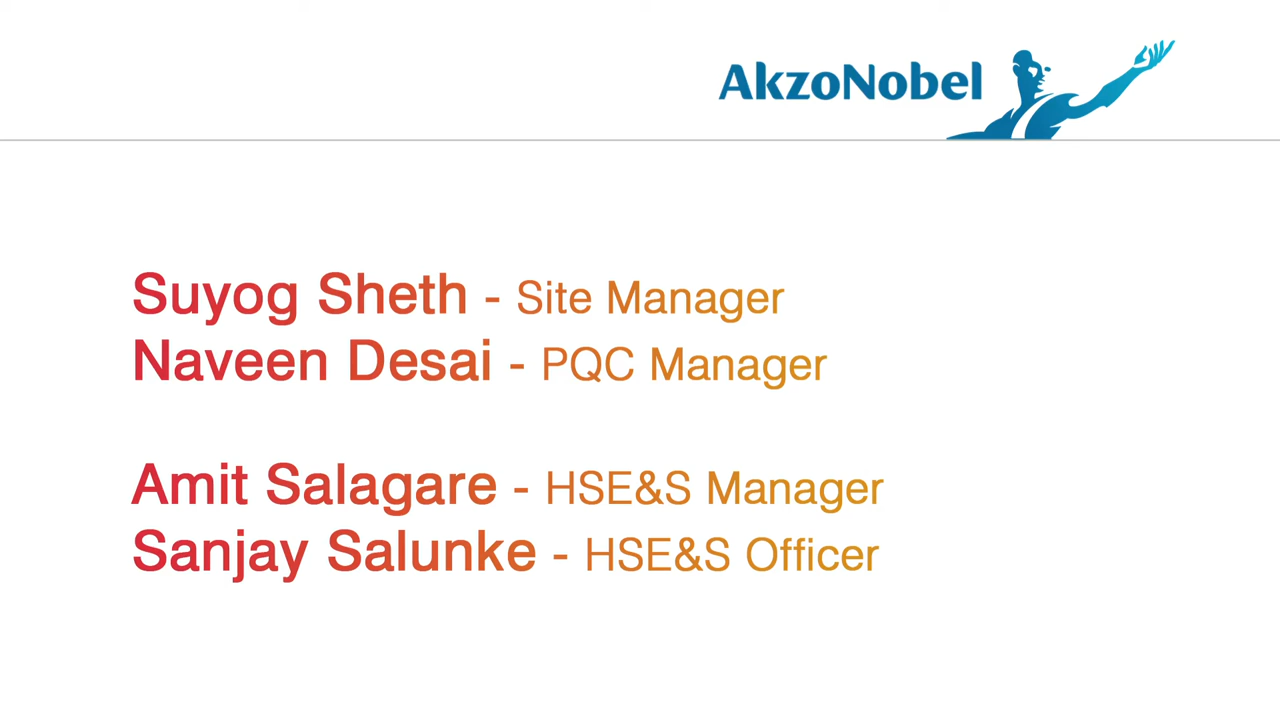 AkzoNobel
Suyog Sheth - Site Manager
Naveen Desai - PQC Manager
Amit Salagare - HSE&S Manager
Sanjay Salunke - HSE&S Officer